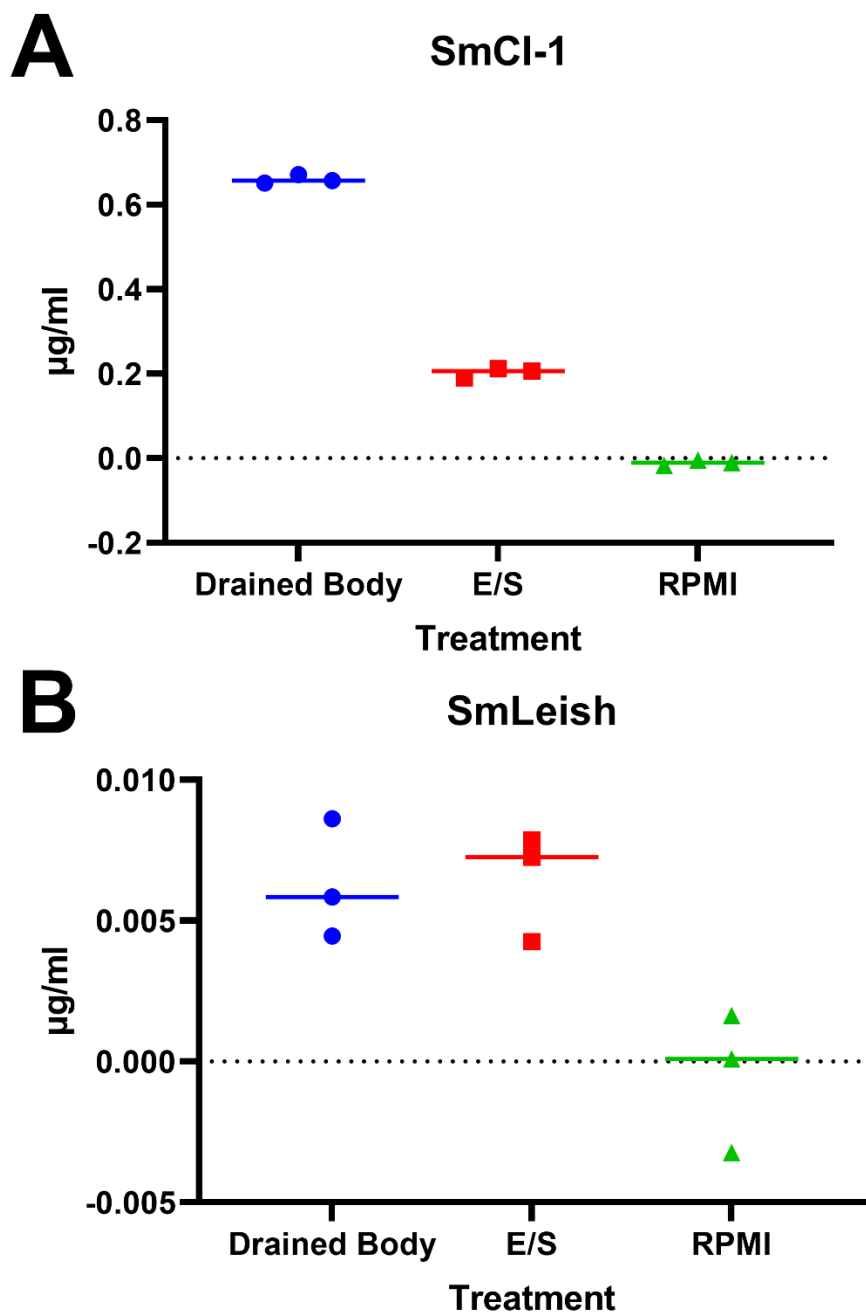 A
SmCI-1
0.8
0.6
0.4
0.2
0.0
-0.2
µg/ml
Drained Body E/S RPMI
Treatment
B
SmLeish
0.010
0.005
0.000
-0.005
µg/ml
Drained Body E/S RPMI
Treatment